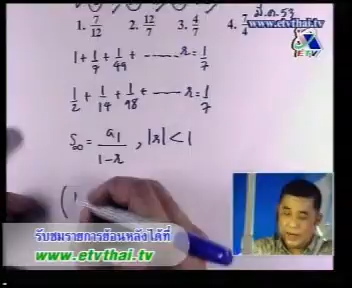 มี.ค. 53
1. 7/12 2. 12/7 3. 4/7 4. 7/4
www.etvthai.tv
ETV
1 + 1/7 + 1/49 + ...... r = 1/7
1/2 + 1/14 + 1/98 + ...... r = 1/7
S∞ = a₁/(1-r) , |r| < 1
(1
รับชมรายการย้อนหลังได้ที่
www.etvthai.tv